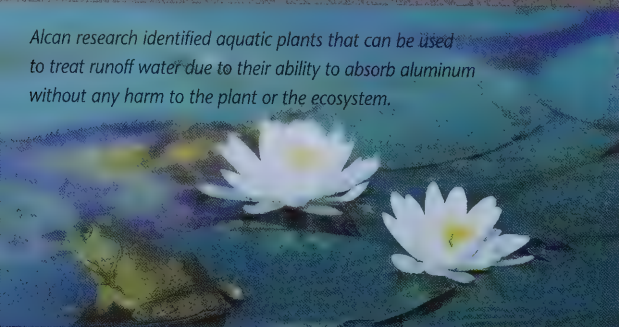 Alcan research identified aquatic plants that can be used
to treat runoff water due to their ability to absorb aluminum
without any harm to the plant or the ecosystem.